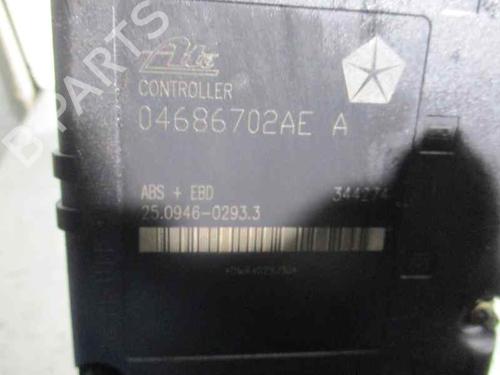 Ate
CONTROLLER
04686702AE A
ABS + EBD 344274
25.0946-0293.3
B-PARTS